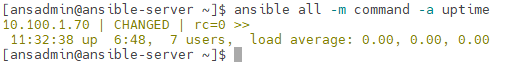 [ansadmin@ansible-server ~]$ ansible all -m command -a uptime
10.100.1.70 | CHANGED | rc=0 >>
 11:32:38 up  6:48,  7 users,  load average: 0.00, 0.00, 0.00
[ansadmin@ansible-server ~]$